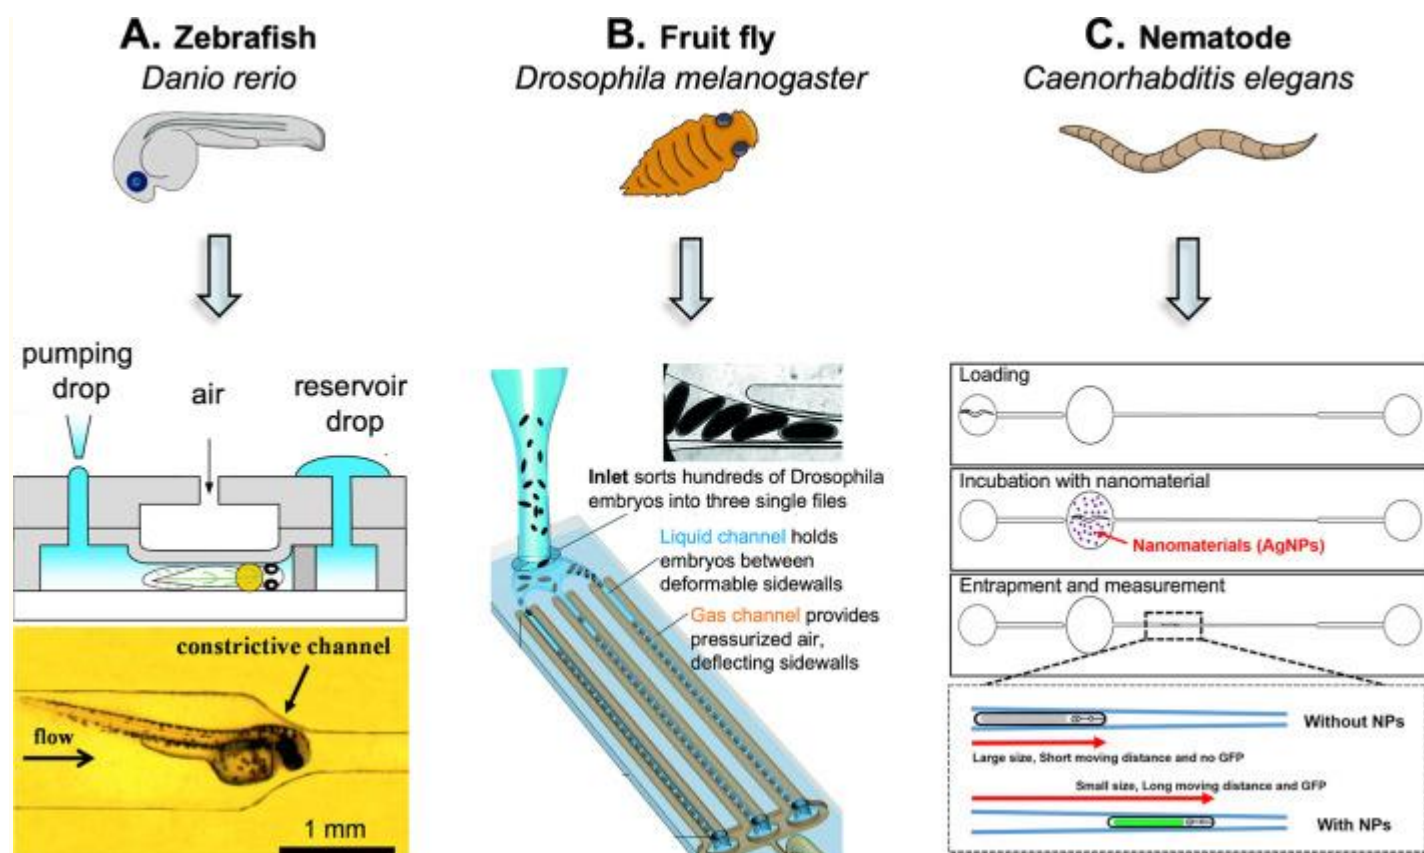 A. Zebrafish
Danio rerio
pumping
drop
air
reservoir
drop
constrictive channel
flow
1 mm
B. Fruit fly
Drosophila melanogaster
Inlet sorts hundreds of Drosophila
embryos into three single files
Liquid channel holds
embryos between
deformable sidewalls
Gas channel provides
pressurized air,
deflecting sidewalls
C. Nematode
Caenorhabditis elegans
Loading
Incubation with nanomaterial
Nanomaterials (AgNPs)
Entrapment and measurement
Without NPs
Large size, Short moving distance and no GFP
Small size, Long moving distance and GFP
With NPs